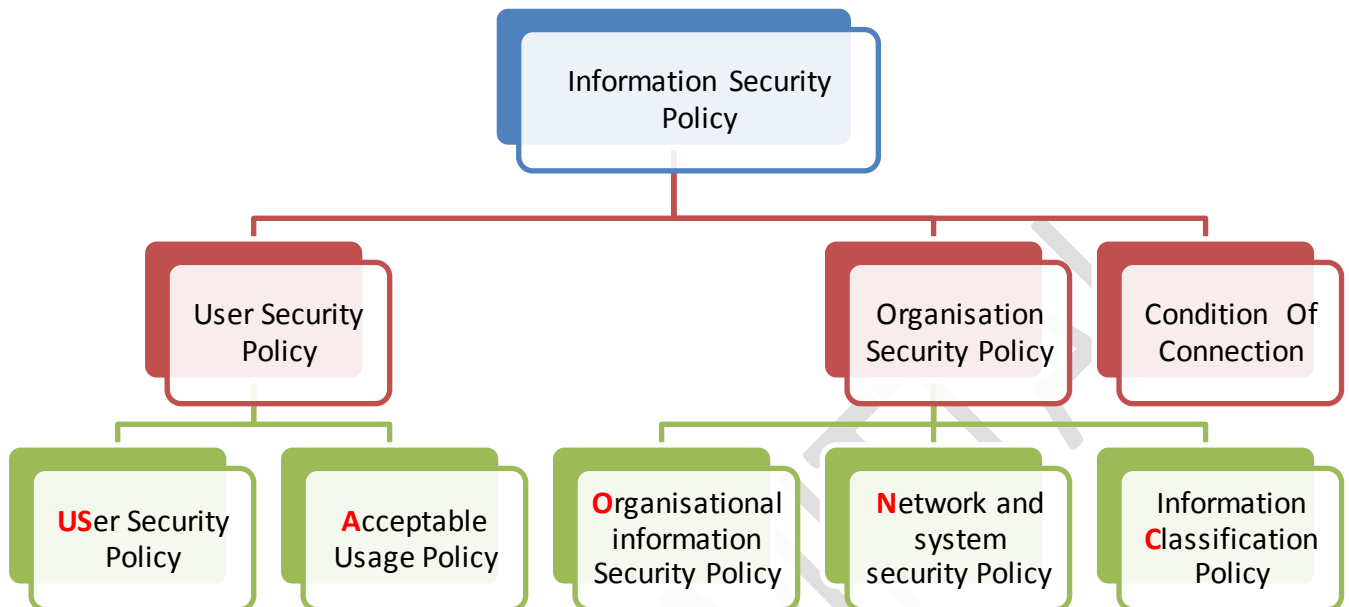 Information Security
Policy
User Security
Policy
Organisation
Security Policy
Condition Of
Connection
USer Security
Policy
Acceptable
Usage Policy
Organisational
information
Security Policy
Network and
system
security Policy
Information
Classification
Policy